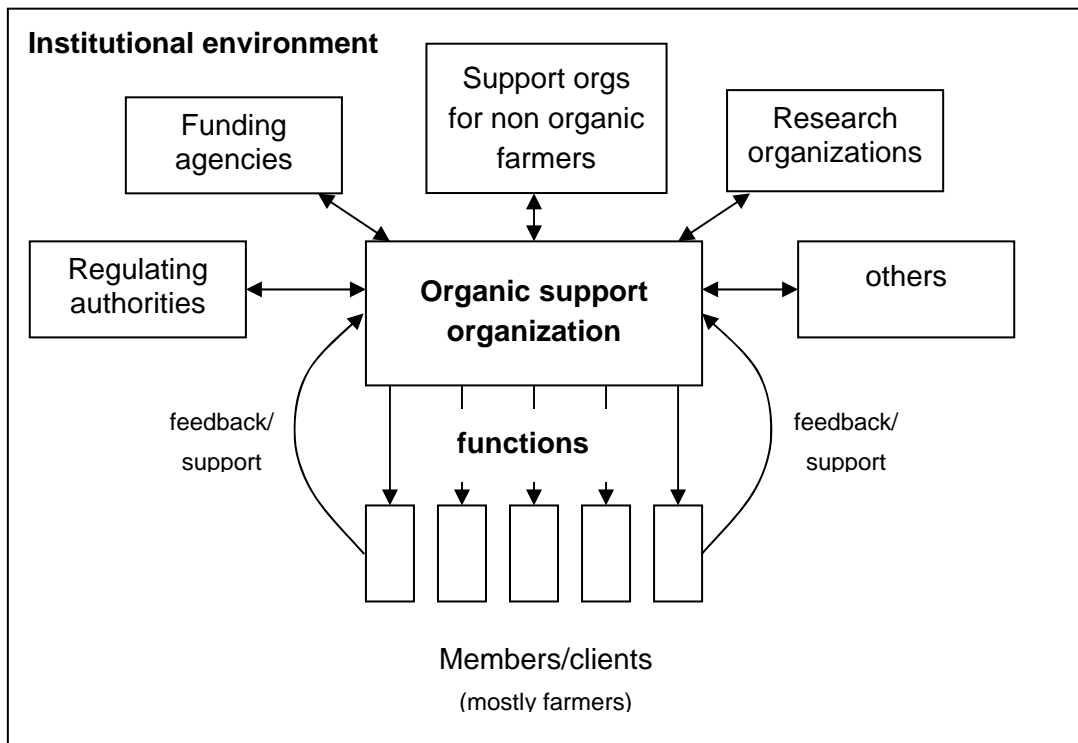 Institutional environment
Funding
agencies
Support orgs
for non organic
farmers
Research
organizations
Regulating
authorities
Organic support
organization
others
feedback/
support
functions
feedback/
support
Members/clients
(mostly farmers)